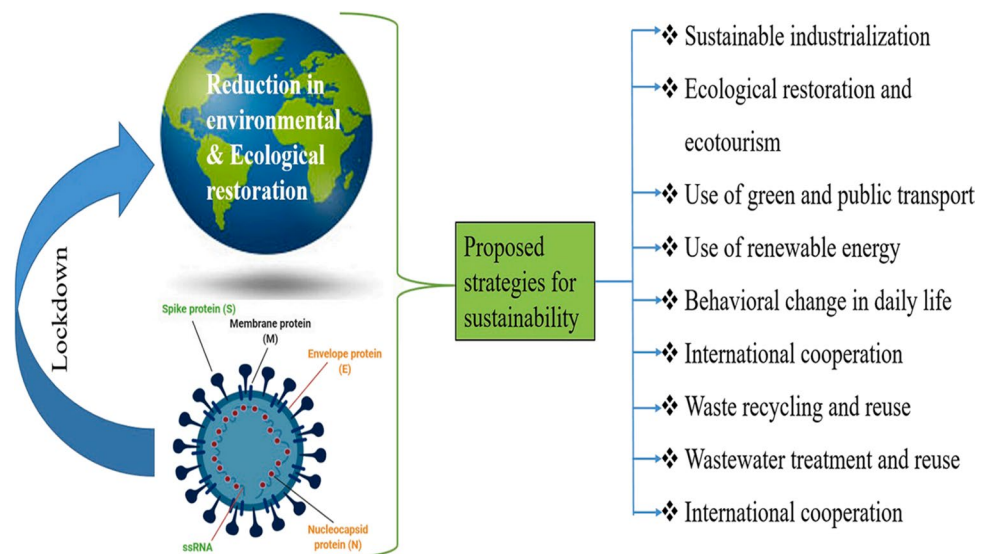 Reduction in
environmental
& Ecological
restoration
Lockdown
Spike protein (S)
Membrane protein
(M)
Envelope protein
(E)
Nucleocapsid
protein (N)
ssRNA
Proposed
strategies for
sustainability
❖ Sustainable industrialization
❖ Ecological restoration and
ecotourism
❖ Use of green and public transport
❖ Use of renewable energy
❖ Behavioral change in daily life
❖ International cooperation
❖ Waste recycling and reuse
❖ Wastewater treatment and reuse
❖ International cooperation